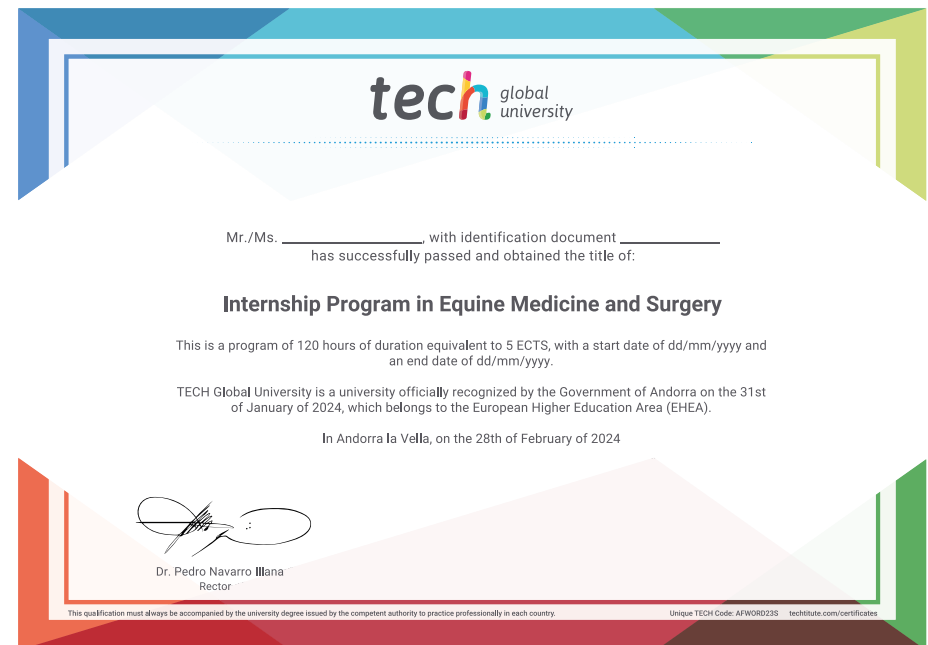 tech global university
Mr./Ms. ________________, with identification document ____________
has successfully passed and obtained the title of:
Internship Program in Equine Medicine and Surgery
This is a program of 120 hours of duration equivalent to 5 ECTS, with a start date of dd/mm/yyyy and
an end date of dd/mm/yyyy.
TECH Global University is a university officially recognized by the Government of Andorra on the 31st
of January of 2024, which belongs to the European Higher Education Area (EHEA).
In Andorra la Vella, on the 28th of February of 2024
Dr. Pedro Navarro Illana
Rector
This qualification must always be accompanied by the university degree issued by the competent authority to practice professionally in each country. Unique TECH Code: AFWORD23S techtitute.com/certificates